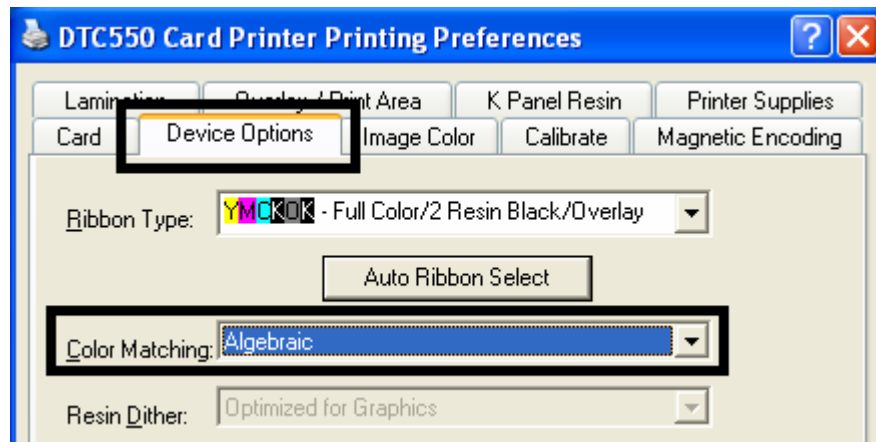 DTC550 Card Printer Printing Preferences
Lamination Overlay / Print Area K Panel Resin Printer Supplies
Card Device Options Image Color Calibrate Magnetic Encoding
Ribbon Type: YMCKOK - Full Color/2 Resin Black/Overlay
Auto Ribbon Select
Color Matching: Algebraic
Resin Dither: Optimized for Graphics